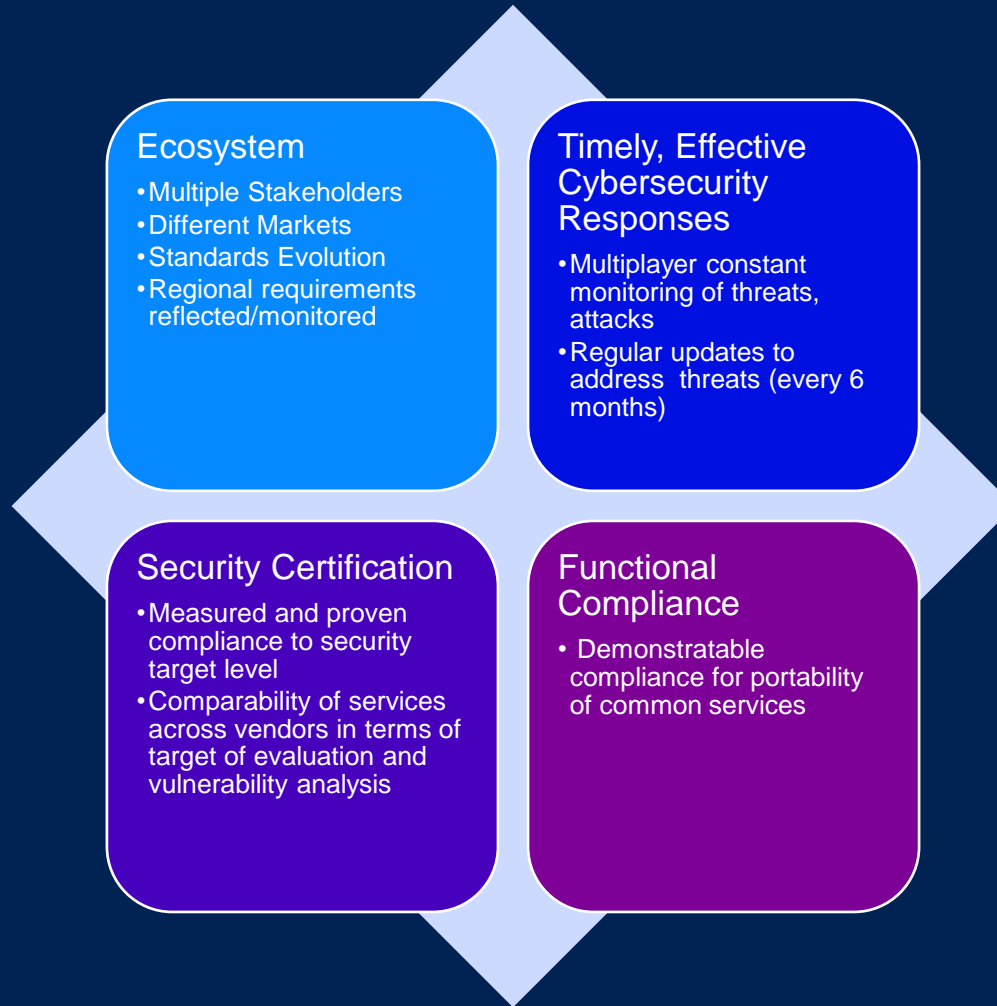 Ecosystem
•Multiple Stakeholders
•Different Markets
•Standards Evolution
•Regional requirements
reflected/monitored
Timely, Effective
Cybersecurity
Responses
•Multiplayer constant
monitoring of threats,
attacks
•Regular updates to
address  threats (every 6
months)
Security Certification
•Measured and proven
compliance to security
target level
•Comparability of services
across vendors in terms of
target of evaluation and
vulnerability analysis
Functional
Compliance
• Demonstratable
compliance for portability
of common services